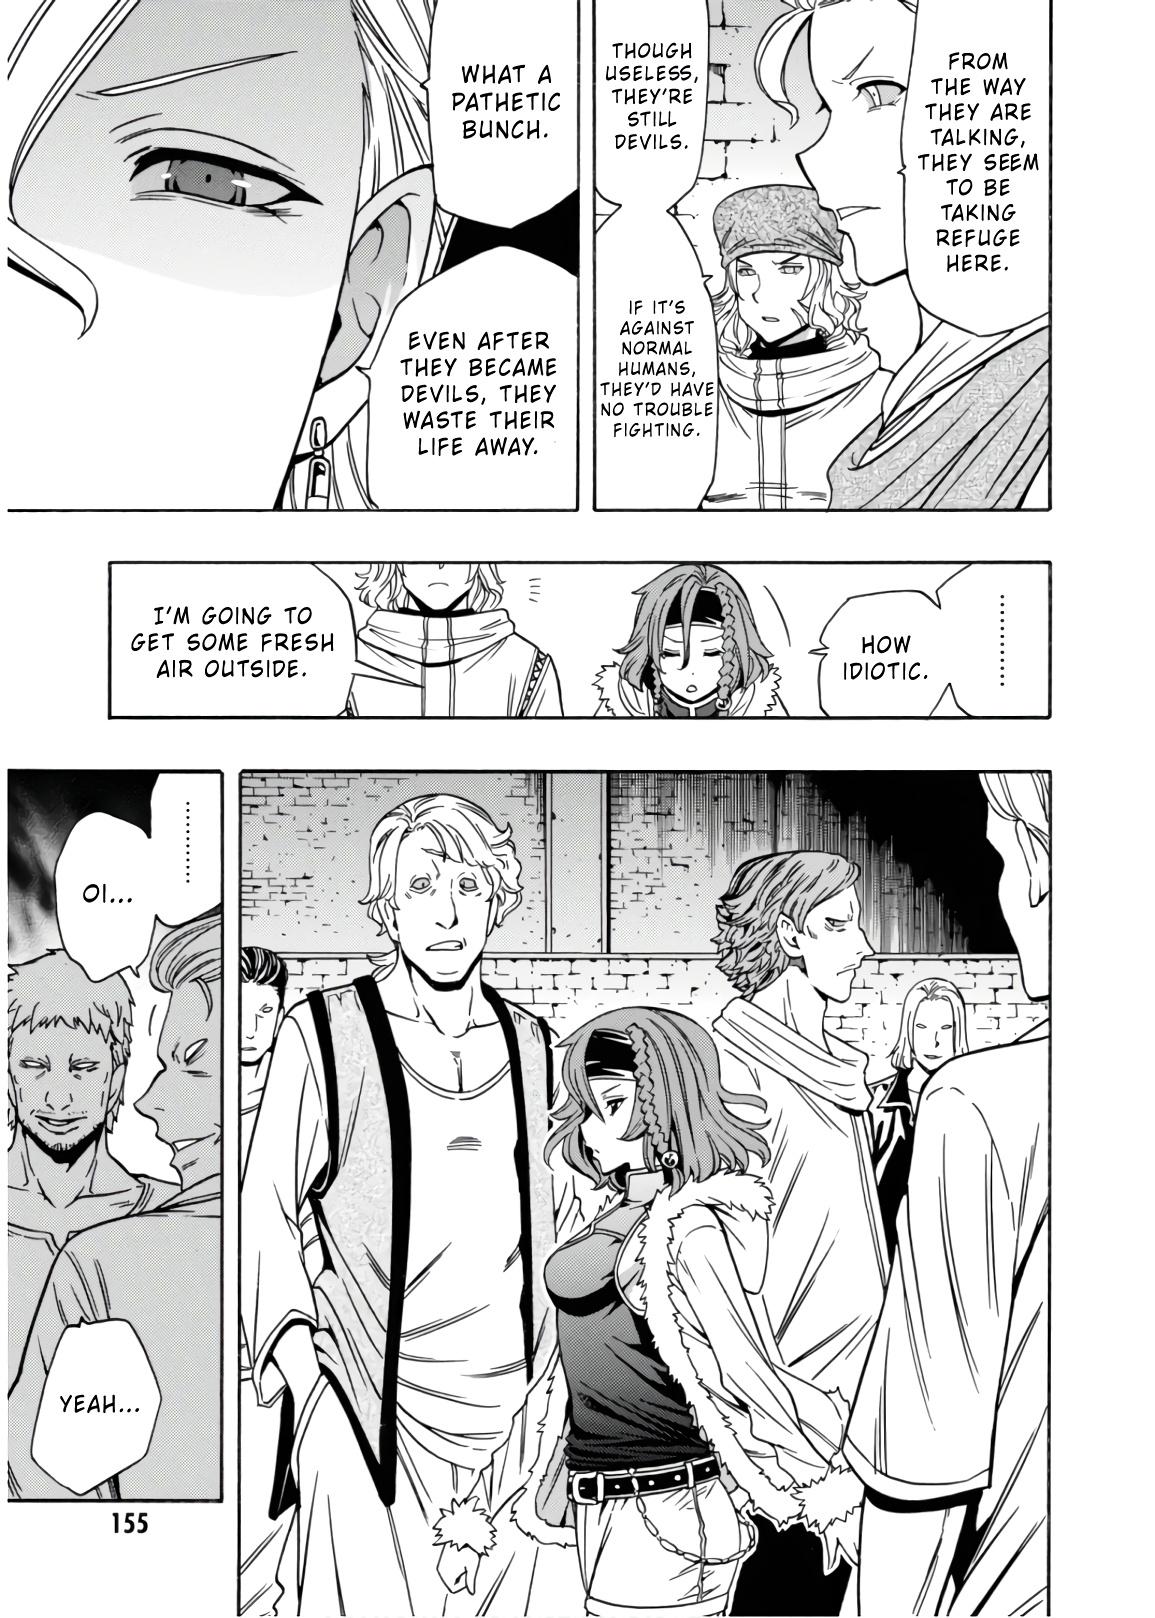 FROM
THE WAY
THEY ARE
TALKING,
THEY SEEM
TO BE
TAKING
REFUGE
HERE.
THOUGH
USELESS,
THEY'RE
STILL
DEVILS.
IF IT'S
AGAINST
NORMAL
HUMANS,
THEY'D HAVE
NO TROUBLE
FIGHTING.
WHAT A
PATHETIC
BUNCH.
EVEN AFTER
THEY BECAME
DEVILS, THEY
WASTE THEIR
LIFE AWAY.
.........
HOW
IDIOTIC.
I'M GOING TO
GET SOME FRESH
AIR OUTSIDE.
.........
OI...
YEAH...
155